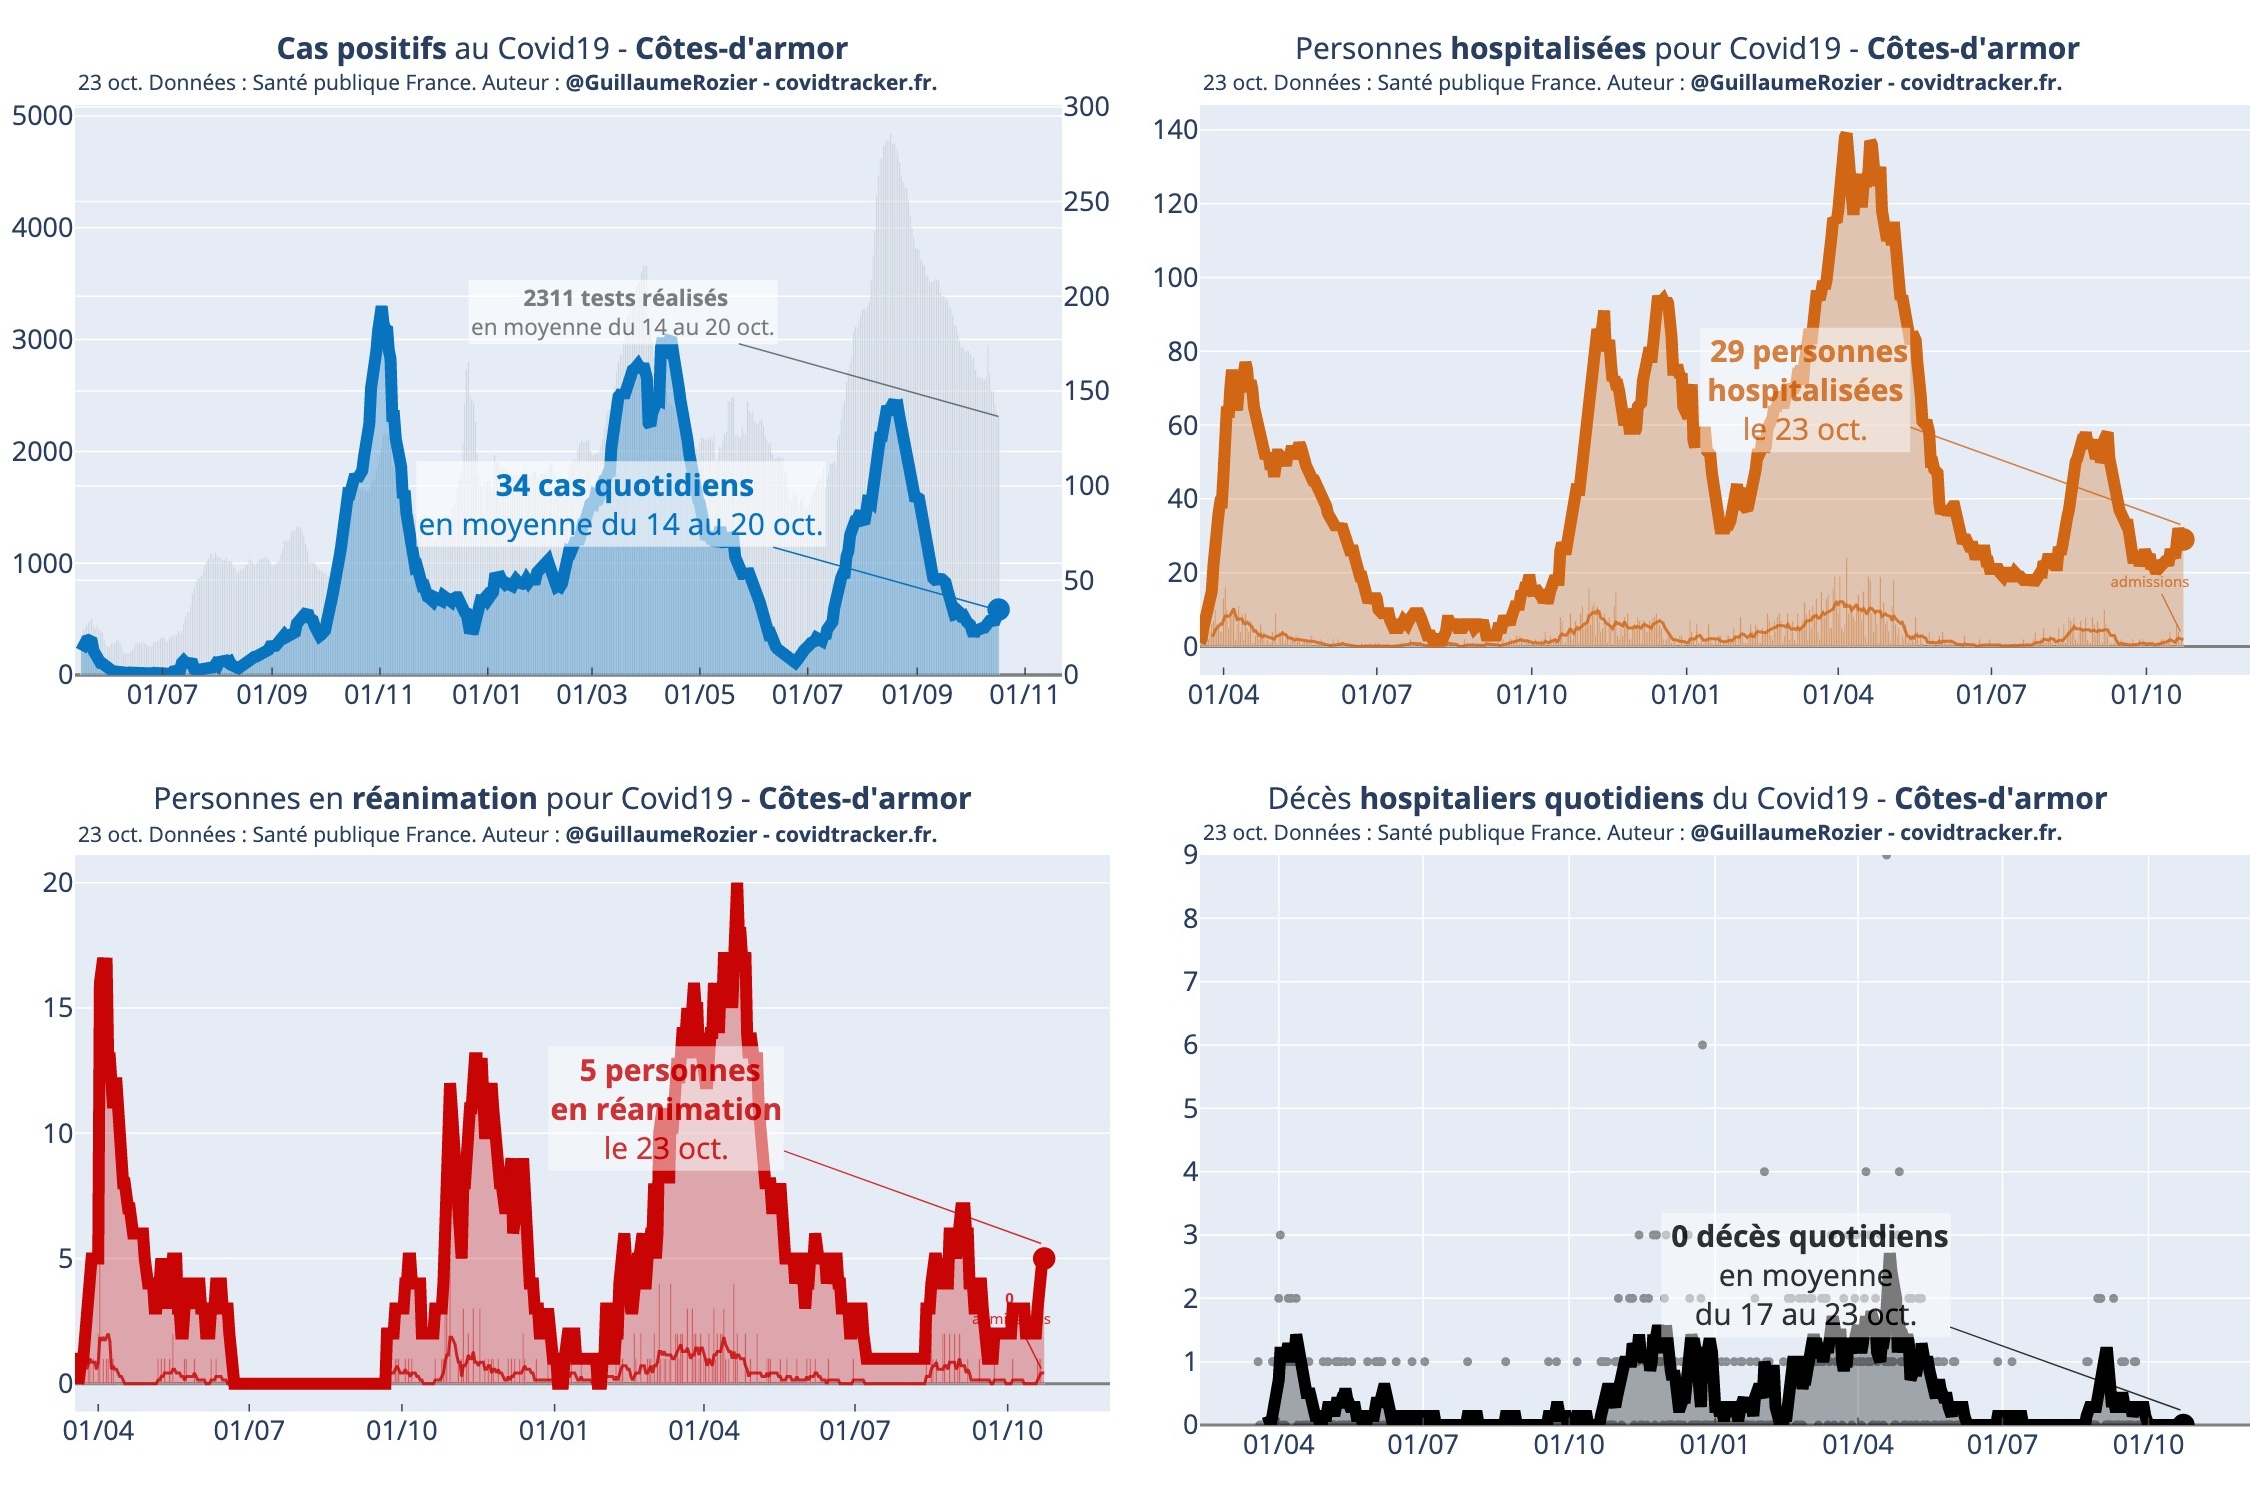 Cas positifs au Covid19 - Côtes-d'armor
23 oct. Données : Santé publique France. Auteur : @GuillaumeRozier - covidtracker.fr.
5000
4000
3000
2000
1000
0
300
250
200
150
100
50
0
2311 tests réalisés
en moyenne du 14 au 20 oct.
34 cas quotidiens
en moyenne du 14 au 20 oct.
01/07 01/09 01/11 01/01 01/03 01/05 01/07 01/09 01/11
Personnes hospitalisées pour Covid19 - Côtes-d'armor
23 oct. Données : Santé publique France. Auteur : @GuillaumeRozier - covidtracker.fr.
140
120
100
80
60
40
20
0
29 personnes
hospitalisées
le 23 oct.
admissions
01/04 01/07 01/10 01/01 01/04 01/07 01/10
Personnes en réanimation pour Covid19 - Côtes-d'armor
23 oct. Données : Santé publique France. Auteur : @GuillaumeRozier - covidtracker.fr.
20
15
10
5
0
5 personnes
en réanimation
le 23 oct.
0
admissions
01/04 01/07 01/10 01/01 01/04 01/07 01/10
Décès hospitaliers quotidiens du Covid19 - Côtes-d'armor
23 oct. Données : Santé publique France. Auteur : @GuillaumeRozier - covidtracker.fr.
9
8
7
6
5
4
3
2
1
0
0 décès quotidiens
en moyenne
du 17 au 23 oct.
01/04 01/07 01/10 01/01 01/04 01/07 01/10